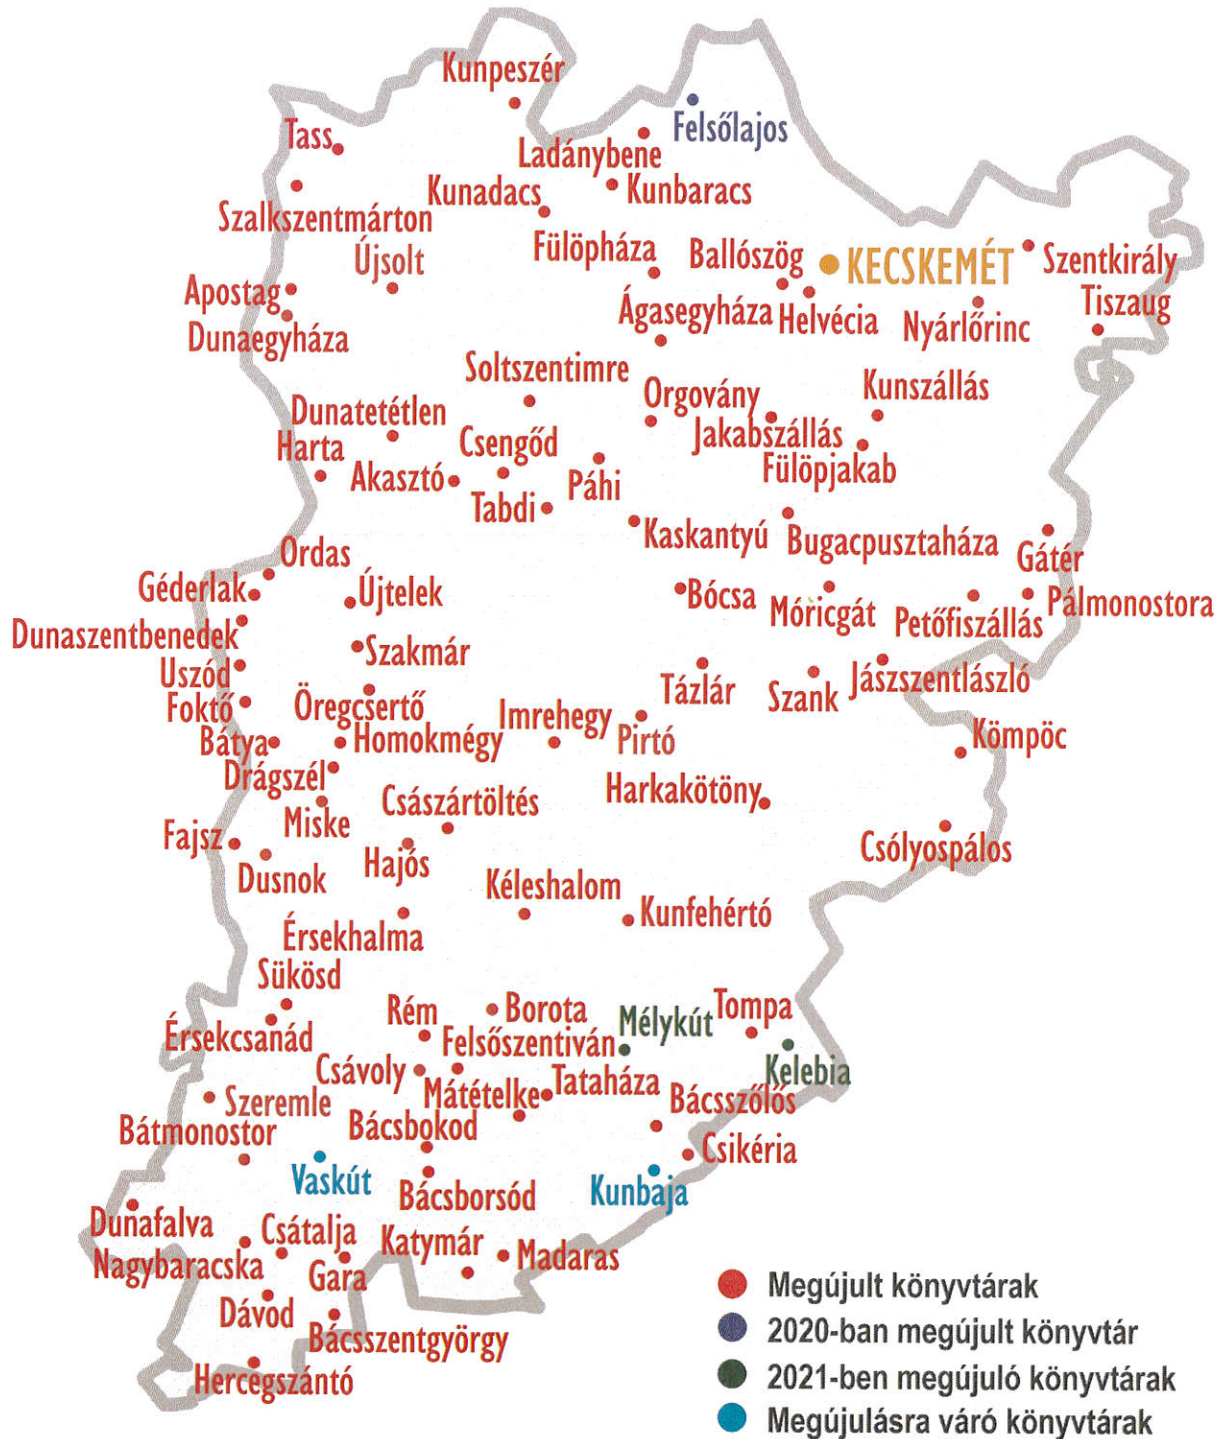 Kunpeszér
Felsőlajos
Tass
Ladánybene
Kunadacs
Kunbaracs
Szalkszentmárton
Újsolt
Fülöpháza
Ballószög
KECSKEMÉT
Szentkirály
Apostag
Tiszaug
Ágasegyháza
Helvécia
Nyárlőrinc
Dunaegyháza
Soltszentimre
Orgovány
Kunszállás
Dunatetétlen
Jakabszállás
Harta
Csengőd
Fülöpjakab
Akasztó
Páhi
Tabdi
Kaskantyú
Bugacpusztaháza
Gátér
Ordas
Géderlak
Újtelek
Bócsa
Móricgát
Petőfiszállás
Pálmonostora
Dunaszentbenedek
Szakmár
Uszód
Tázlár
Szank
Jászszentlászló
Foktő
Öregcsertő
Imrehegy
Pirtó
Kömpöc
Bátya
Homokmégy
Drágszél
Harkakötöny
Császártöltés
Miske
Fajsz
Csólyospálos
Hajós
Dusnok
Kéleshalom
Kunfehértó
Érsekhalma
Sükösd
Rém
Borota
Mélykút
Tompa
Érsekcsanád
Felsőszentiván
Kelebia
Csávoly
Mátételke
Tataháza
Szeremle
Bácsszőlős
Bátmonostor
Bácsbokod
Csikéria
Vaskút
Bácsborsód
Kunbaja
Dunafalva
Csátalja
Katymár
Madaras
Nagybaracska
Gara
Dávod
Bácsszentgyörgy
Hercegszántó
Megújult könyvtárak
2020-ban megújult könyvtár
2021-ben megújuló könyvtárak
Megújulásra váró könyvtárak